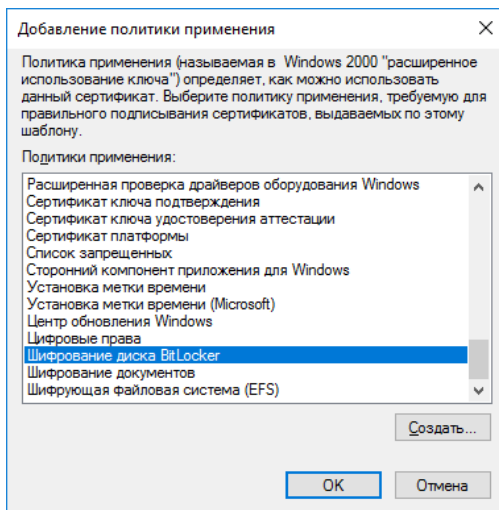 Добавление политики применения
Политика применения (называемая в Windows 2000 "расширенное
использование ключа") определяет, как можно использовать
данный сертификат. Выберите политику применения, требуемую для
правильного подписывания сертификатов, выдаваемых по этому
шаблону.
Политики применения:
Расширенная проверка драйверов оборудования Windows
Сертификат ключа подтверждения
Сертификат ключа удостоверения аттестации
Сертификат платформы
Список запрещенных
Сторонний компонент приложения для Windows
Установка метки времени
Установка метки времени (Microsoft)
Центр обновления Windows
Цифровые права
Шифрование диска BitLocker
Шифрование документов
Шифрующая файловая система (EFS)
Создать...
OK
Отмена